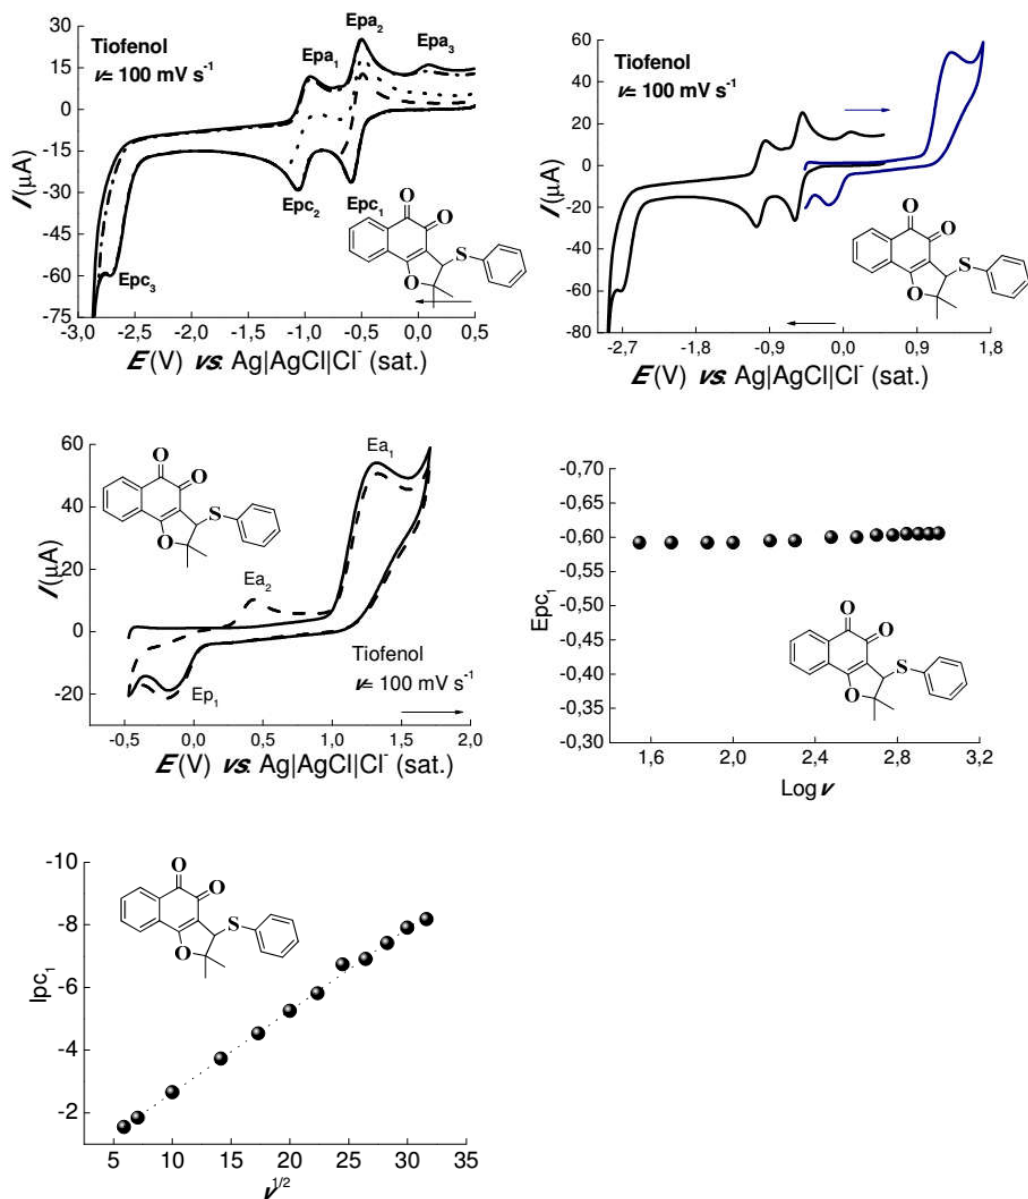 30
15
0
-15
-30
-45
-60
-75
I (μA)
Tiofenol
ν= 100 mV s⁻¹
Epa₁
Epa₂
Epa₃
Epc₂
Epc₁
Epc₃
O
O
S
O
-3,0 -2,5 -2,0 -1,5 -1,0 -0,5 0,0 0,5
E (V) vs. Ag|AgCl|Cl⁻ (sat.)
60
40
20
0
-20
-40
-60
-80
I (μA)
Tiofenol
ν= 100 mV s⁻¹
O
O
S
O
-2,7 -1,8 -0,9 0,0 0,9 1,8
E (V) vs. Ag|AgCl|Cl⁻ (sat.)
60
40
20
0
-20
I (μA)
O
O
S
O
Ea₁
Ea₂
Ep₁
Tiofenol
ν= 100 mV s⁻¹
-0,5 0,0 0,5 1,0 1,5 2,0
E (V) vs. Ag|AgCl|Cl⁻ (sat.)
-0,70
-0,65
-0,60
-0,55
-0,50
-0,45
-0,40
-0,35
-0,30
Epc₁
O
O
S
O
1,6 2,0 2,4 2,8 3,2
Log ν
-10
-8
-6
-4
-2
Ipc₁
O
O
S
O
5 10 15 20 25 30 35
ν¹ᐟ²